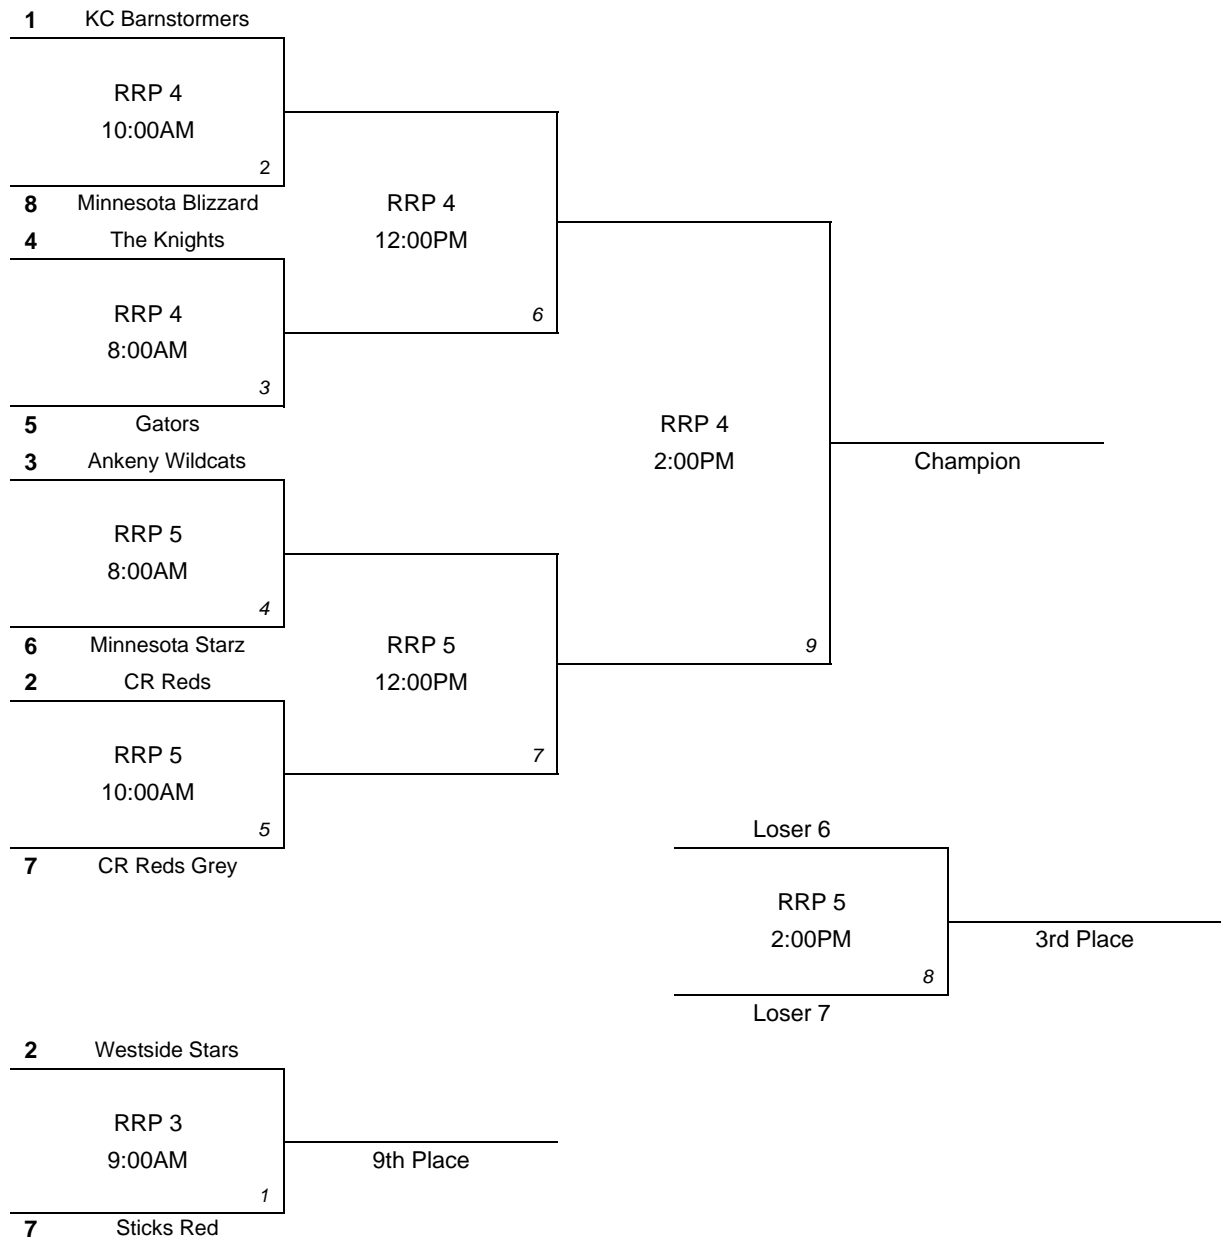 1 KC Barnstormers
RRP 4
10:00AM
2
8 Minnesota Blizzard
4 The Knights
RRP 4
8:00AM
3
5 Gators
3 Ankeny Wildcats
RRP 5
8:00AM
4
6 Minnesota Starz
2 CR Reds
RRP 5
10:00AM
5
7 CR Reds Grey
RRP 4
12:00PM
6
RRP 5
12:00PM
7
RRP 4
2:00PM
9
Champion
Loser 6
RRP 5
2:00PM
8
Loser 7
3rd Place
2 Westside Stars
RRP 3
9:00AM
1
7 Sticks Red
9th Place